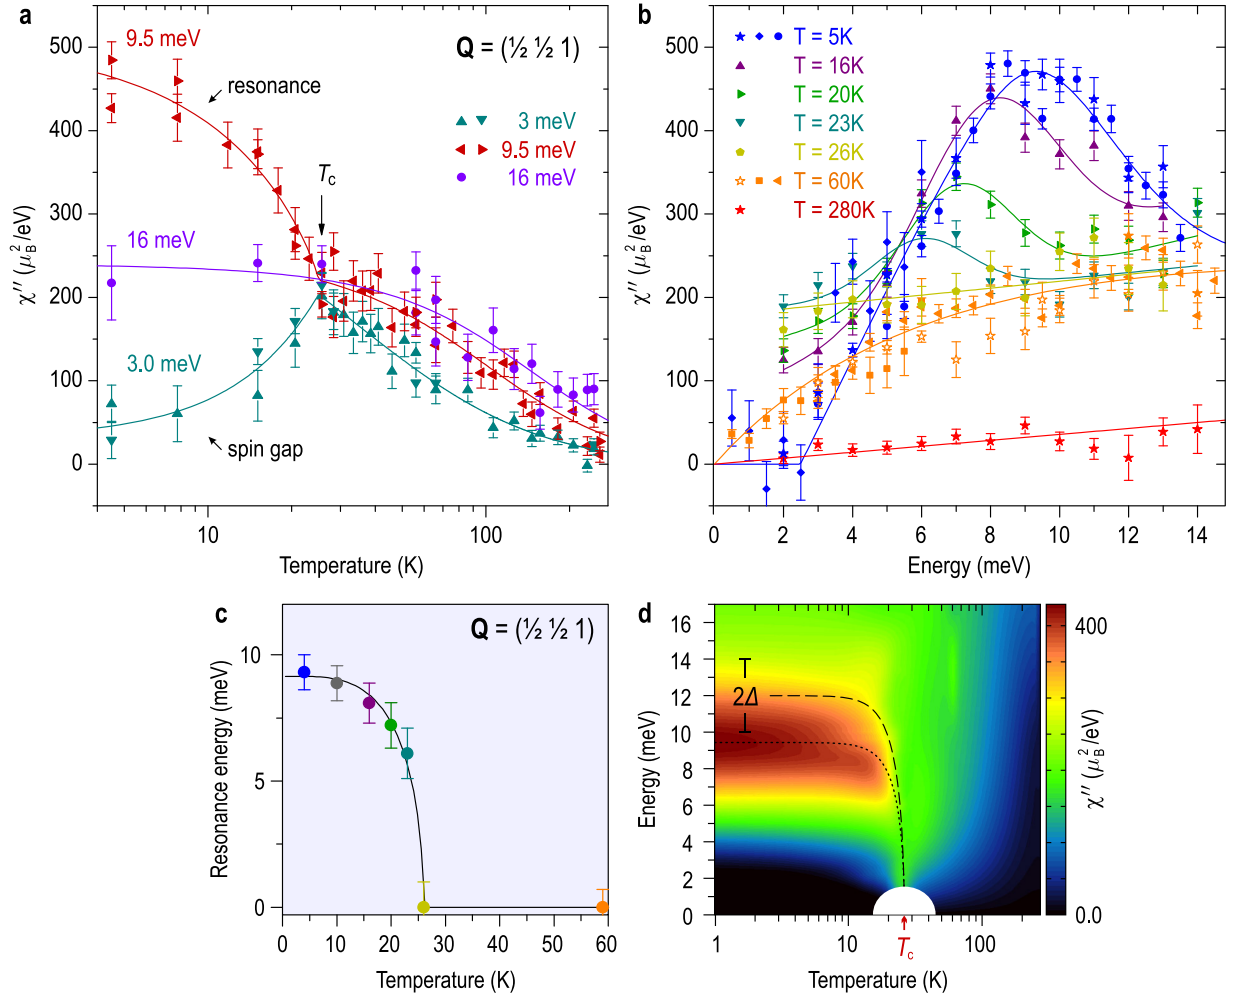 a
500
400
300
200
100
0
χ″ (μ_B^2/eV)
9.5 meV
resonance
Q = (½ ½ 1)
3 meV
9.5 meV
16 meV
T_c
16 meV
3.0 meV
spin gap
10
100
Temperature (K)
b
500
400
300
200
100
0
χ″ (μ_B^2/eV)
T = 5K
T = 16K
T = 20K
T = 23K
T = 26K
T = 60K
T = 280K
0 2 4 6 8 10 12 14
Energy (meV)
c
Q = (½ ½ 1)
10
5
0
Resonance energy (meV)
0 10 20 30 40 50 60
Temperature (K)
d
16
14
12
10
8
6
4
2
0
Energy (meV)
2Δ
1 10 100
T_c
Temperature (K)
400
0.0
χ″ (μ_B^2/eV)